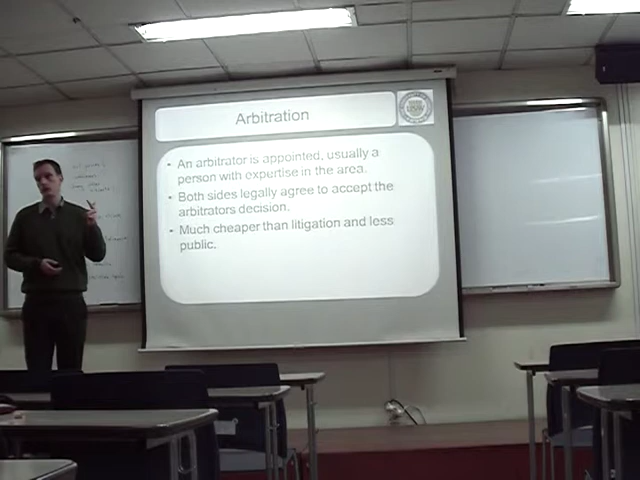 Arbitration
• An arbitrator is appointed, usually a
person with expertise in the area.
• Both sides legally agree to accept the
arbitrators decision.
• Much cheaper than litigation and less
public.